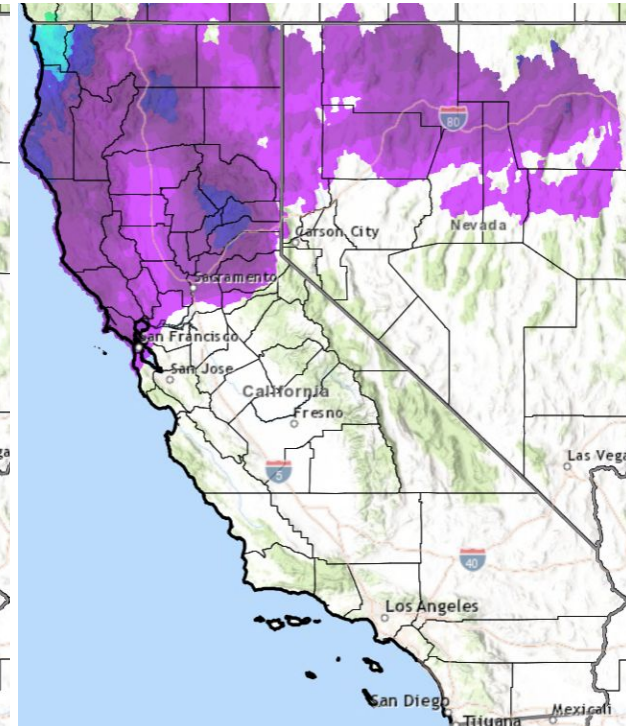 80
Carson City
Nevada
Sacramento
San Francisco
San Jose
California
Fresno
5
Las Vega
40
Los Angeles
San Diego
Tijuana
Mexicali